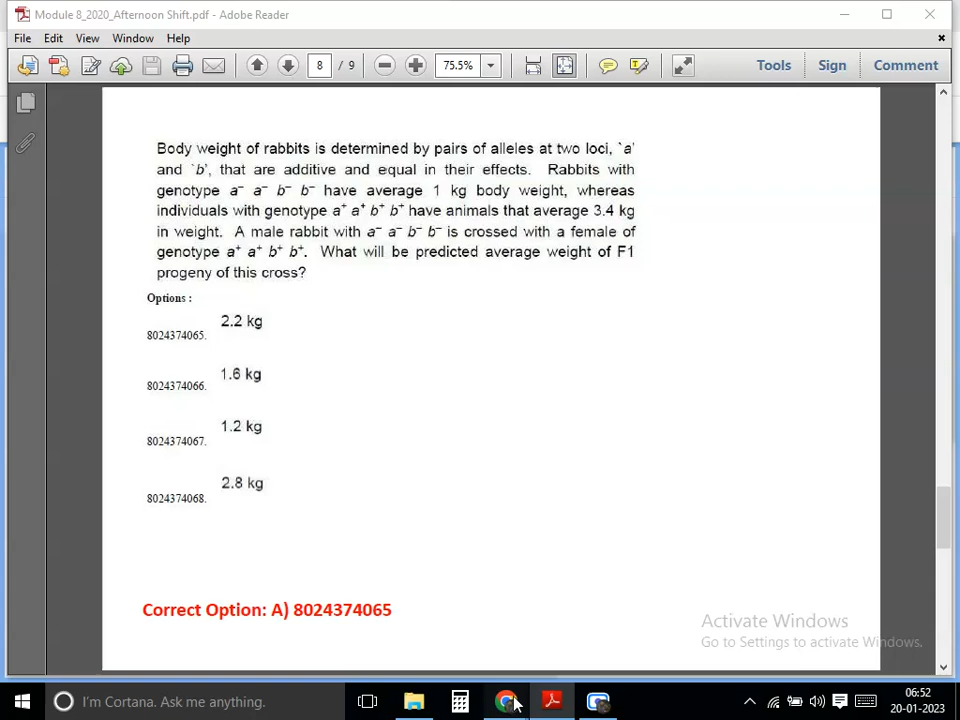 Module 8_2020_Afternoon Shift.pdf - Adobe Reader
File Edit View Window Help
8 / 9 75.5% Tools Sign Comment
Body weight of rabbits is determined by pairs of alleles at two loci, `a'
and `b', that are additive and equal in their effects. Rabbits with
genotype a⁻ a⁻ b⁻ b⁻ have average 1 kg body weight, whereas
individuals with genotype a⁺ a⁺ b⁺ b⁺ have animals that average 3.4 kg
in weight. A male rabbit with a⁻ a⁻ b⁻ b⁻ is crossed with a female of
genotype a⁺ a⁺ b⁺ b⁺. What will be predicted average weight of F1
progeny of this cross?
Options :
2.2 kg
8024374065.
1.6 kg
8024374066.
1.2 kg
8024374067.
2.8 kg
8024374068.
Correct Option: A) 8024374065
Activate Windows
Go to Settings to activate Windows.
I'm Cortana. Ask me anything.
06:52
20-01-2023